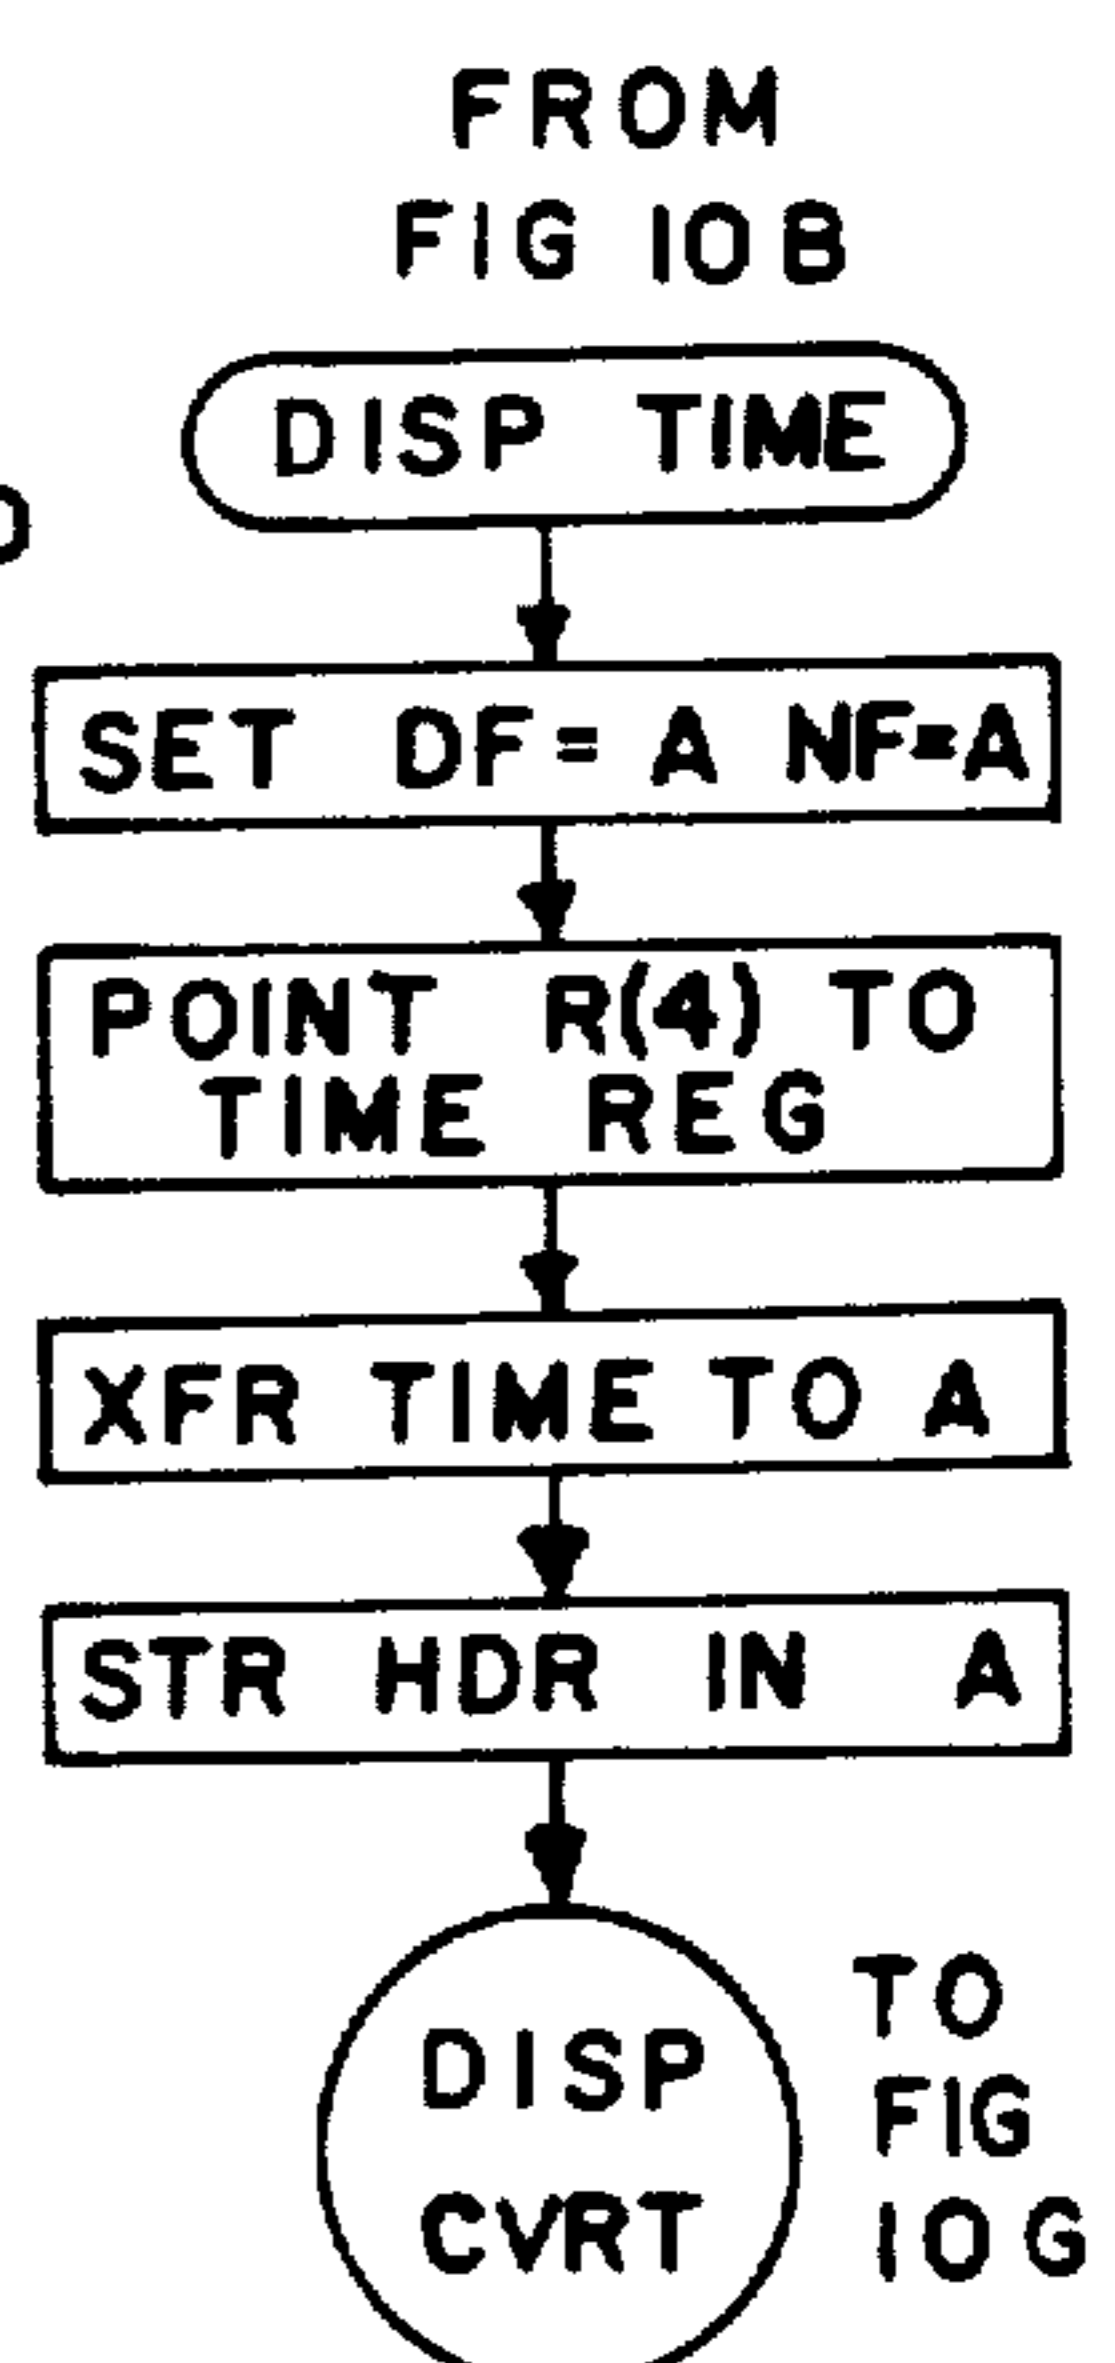 FROM
FIG 10B
DISP TIME
SET DF = A NF=A
POINT R(4) TO
TIME REG
XFR TIME TO A
STR HDR IN A
DISP
CVRT
TO
FIG
10G